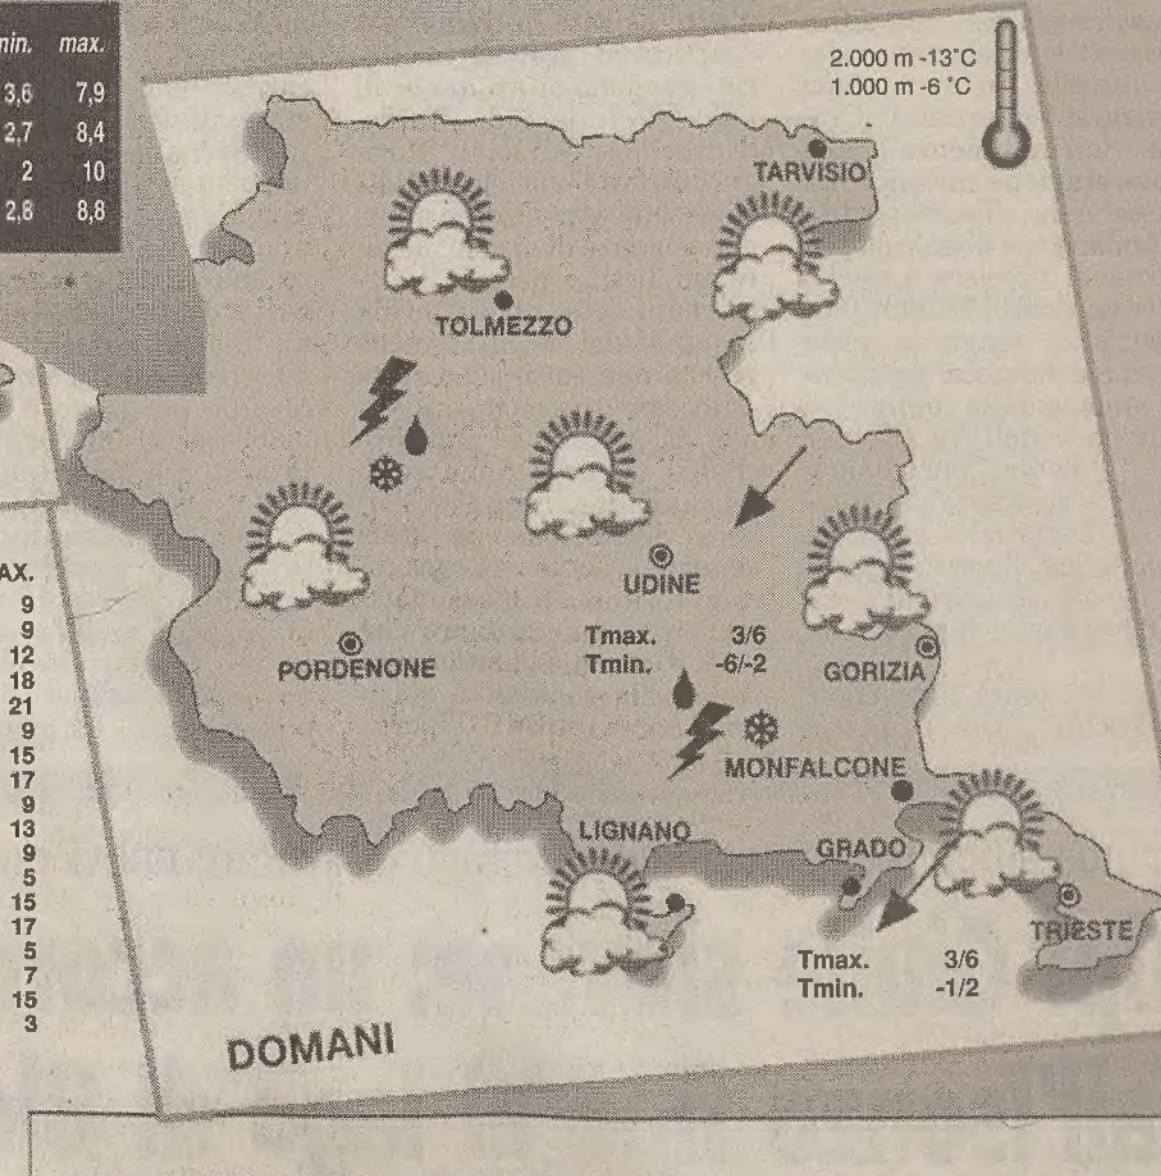 min. max.
3,6 7,9
2,7 8,4
2 10
2,8 8,8
2.000 m -13°C
1.000 m -6 °C
TARVISIO
TOLMEZZO
UDINE
Tmax. 3/6
Tmin. -6/-2
PORDENONE
GORIZIA
MONFALCONE
LIGNANO
GRADO
TRIESTE
Tmax. 3/6
Tmin. -1/2
DOMANI
AX.
9
9
12
18
21
9
15
17
9
13
9
5
15
17
5
7
15
3